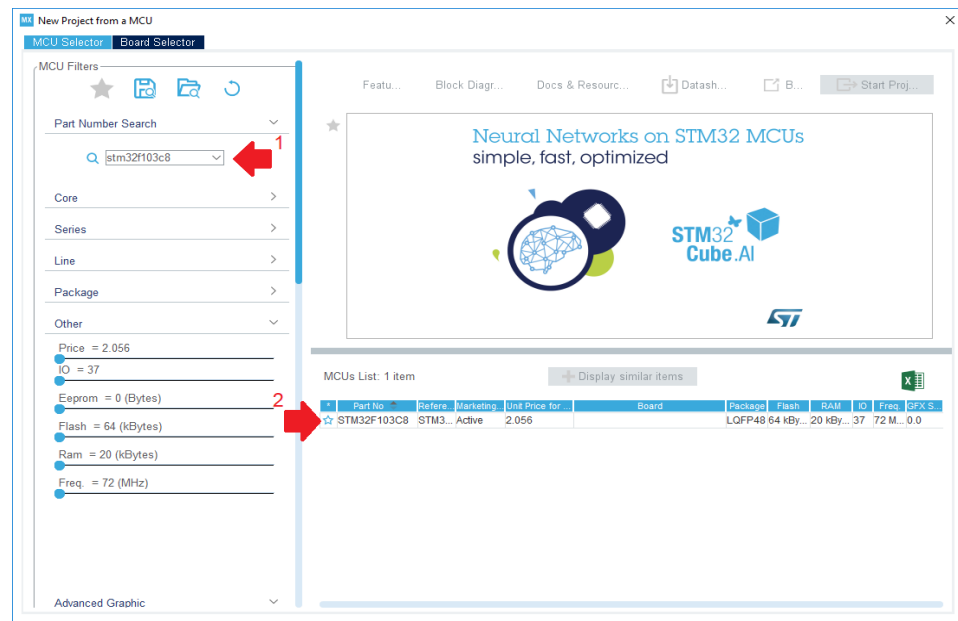 MX New Project from a MCU
MCU Selector Board Selector
MCU Filters
Part Number Search
stm32f103c8
1
Core
Series
Line
Package
Other
Price = 2.056
IO = 37
Eeprom = 0 (Bytes)
Flash = 64 (kBytes)
Ram = 20 (kBytes)
Freq. = 72 (MHz)
Advanced Graphic
Featu... Block Diagr... Docs & Resourc... Datash... B... Start Proj...
Neural Networks on STM32 MCUs
simple, fast, optimized
STM32
Cube.AI
ST
MCUs List: 1 item
Display similar items
X
2
* Part No Refere... Marketing... Unit Price for ... Board Package Flash RAM IO Freq. GFX S...
STM32F103C8 STM3... Active 2.056 LQFP48 64 kBy... 20 kBy... 37 72 M... 0.0